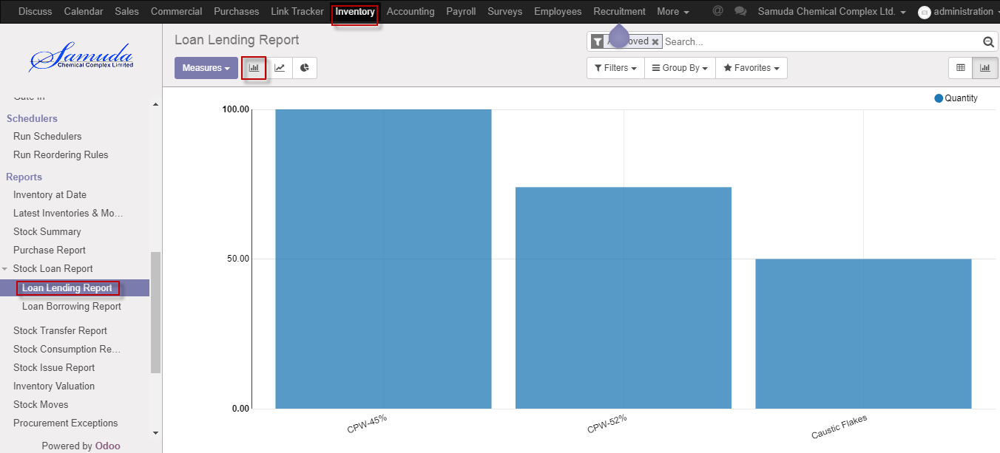 Discuss Calendar Sales Commercial Purchases Link Tracker Inventory Accounting Payroll Surveys Employees Recruitment More @ Samuda Chemical Complex Ltd. administration
Samuda
Chemical Complex Limited
Loan Lending Report
Search...
Measures
Filters Group By Favorites
Schedulers
Run Schedulers
Run Reordering Rules
Reports
Inventory at Date
Latest Inventories & Mo...
Stock Summary
Purchase Report
Stock Loan Report
Loan Lending Report
Loan Borrowing Report
Stock Transfer Report
Stock Consumption Re...
Stock Issue Report
Inventory Valuation
Stock Moves
Procurement Exceptions
Powered by Odoo
Quantity
100.00
50.00
0.00
CPW-45%
CPW-52%
Caustic Flakes